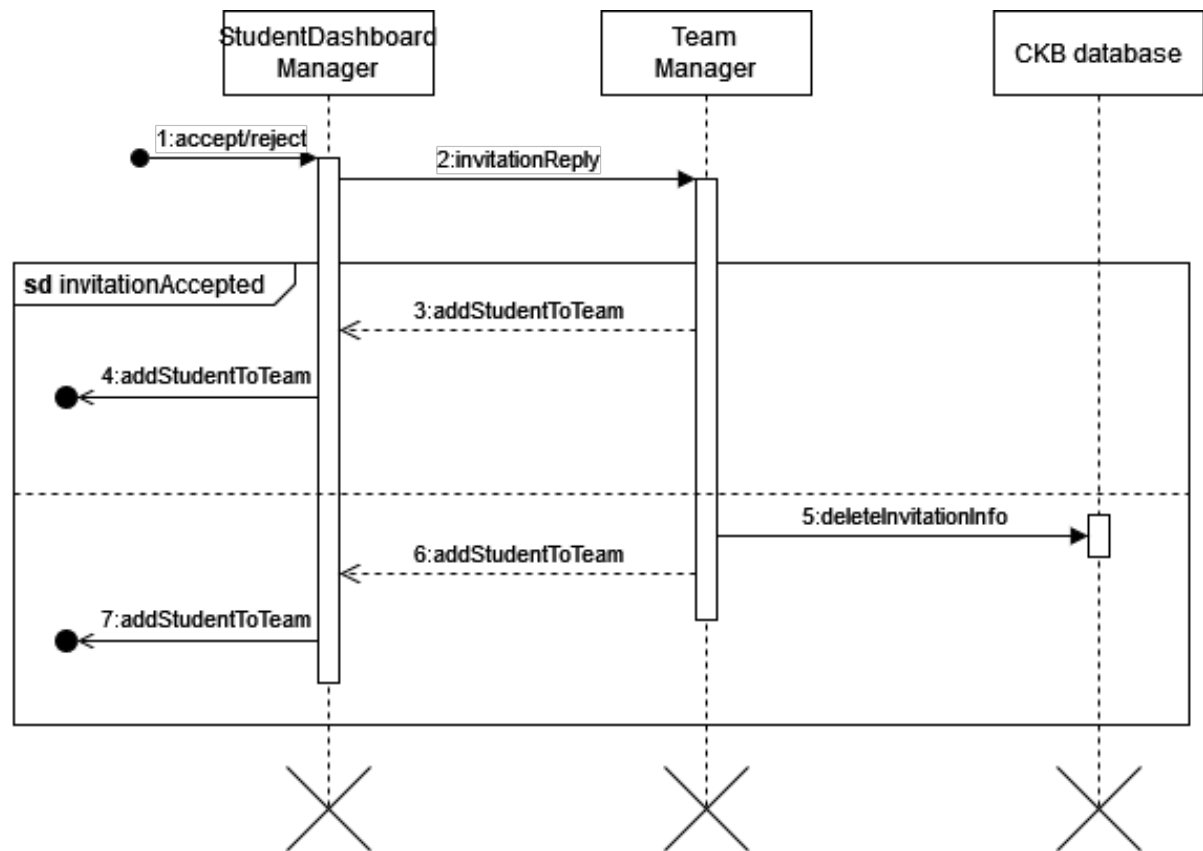 StudentDashboard
Manager
Team
Manager
CKB database
1:accept/reject
2:invitationReply
sd invitationAccepted
3:addStudentToTeam
4:addStudentToTeam
5:deleteInvitationInfo
6:addStudentToTeam
7:addStudentToTeam